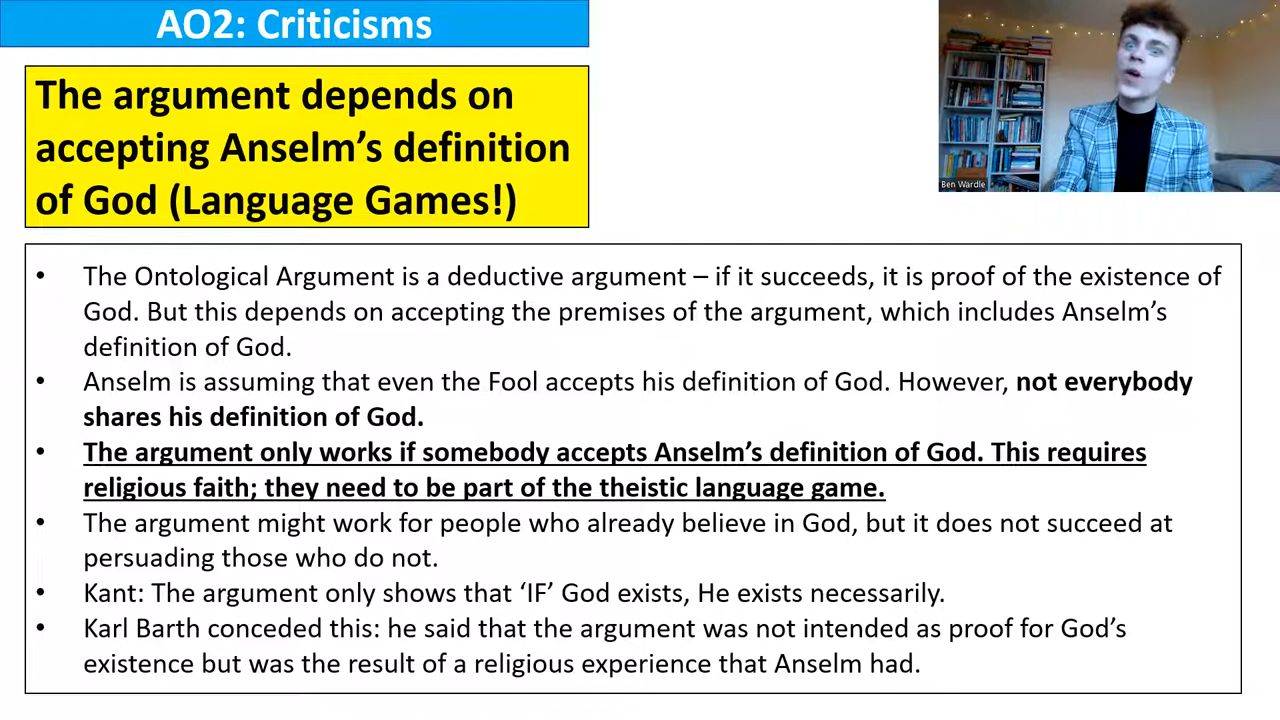 AO2: Criticisms
The argument depends on
accepting Anselm’s definition
of God (Language Games!)
Ben Wardle
• The Ontological Argument is a deductive argument – if it succeeds, it is proof of the existence of
God. But this depends on accepting the premises of the argument, which includes Anselm’s
definition of God.
• Anselm is assuming that even the Fool accepts his definition of God. However, not everybody
shares his definition of God.
• The argument only works if somebody accepts Anselm’s definition of God. This requires
religious faith; they need to be part of the theistic language game.
• The argument might work for people who already believe in God, but it does not succeed at
persuading those who do not.
• Kant: The argument only shows that ‘IF’ God exists, He exists necessarily.
• Karl Barth conceded this: he said that the argument was not intended as proof for God’s
existence but was the result of a religious experience that Anselm had.